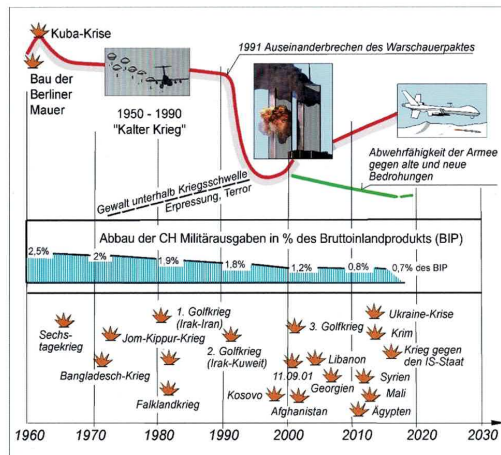 Kuba-Krise
Bau der
Berliner
Mauer
1991 Auseinanderbrechen des Warschauerpaktes
1950 - 1990
"Kalter Krieg"
Abwehrfähigkeit der Armee
gegen alte und neue
Bedrohungen
Gewalt unterhalb Kriegsschwelle
Erpressung, Terror
Abbau der CH Militärausgaben in % des Bruttoinlandprodukts (BIP)
2,5%
2%
1,9%
1,8%
1,2%
0,8%
0,7% des BIP
Sechs-
tagekrieg
Jom-Kippur-Krieg
Bangladesch-Krieg
1. Golfkrieg
(Irak-Iran)
Falklandkrieg
2. Golfkrieg
(Irak-Kuweit)
Kosovo
3. Golfkrieg
11.09.01
Afghanistan
Libanon
Georgien
Ukraine-Krise
Krim
Krieg gegen
den IS-Staat
Syrien
Mali
Ägypten
1960
1970
1980
1990
2000
2010
2020
2030